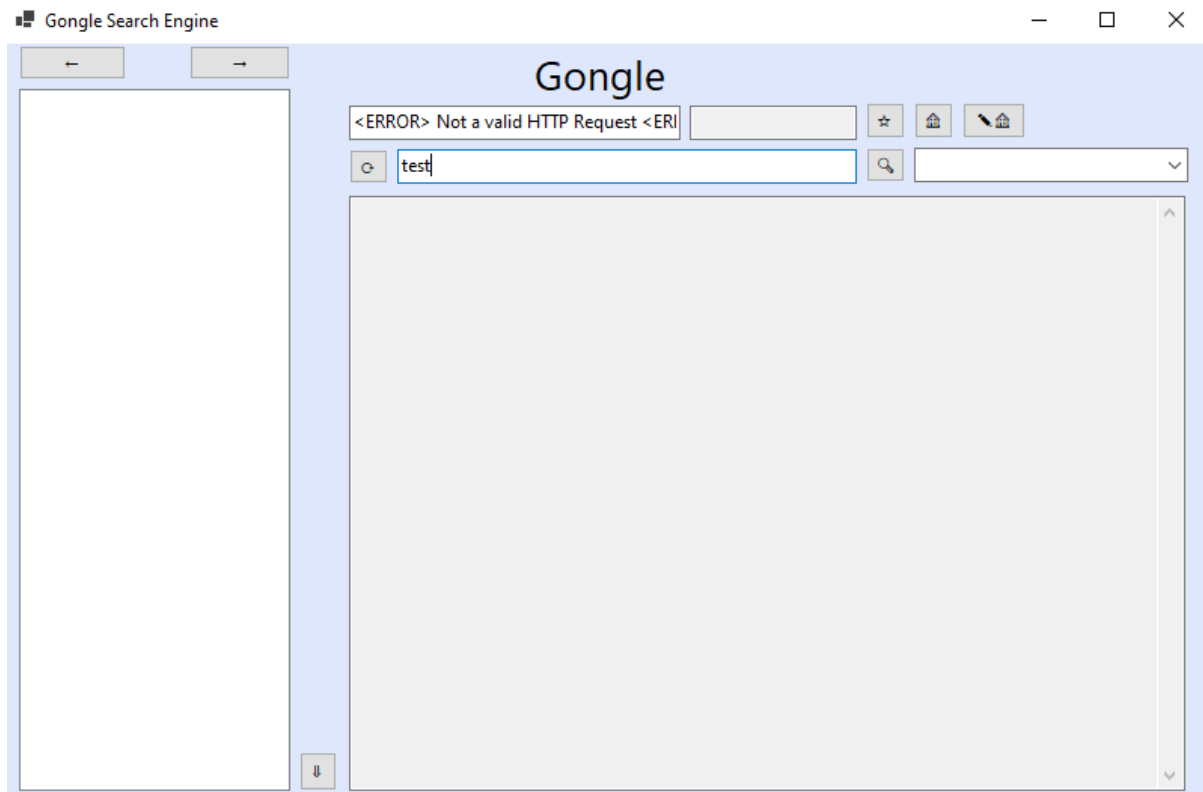 Gongle Search Engine
← →
Gongle
<ERROR> Not a valid HTTP Request <ERI
test